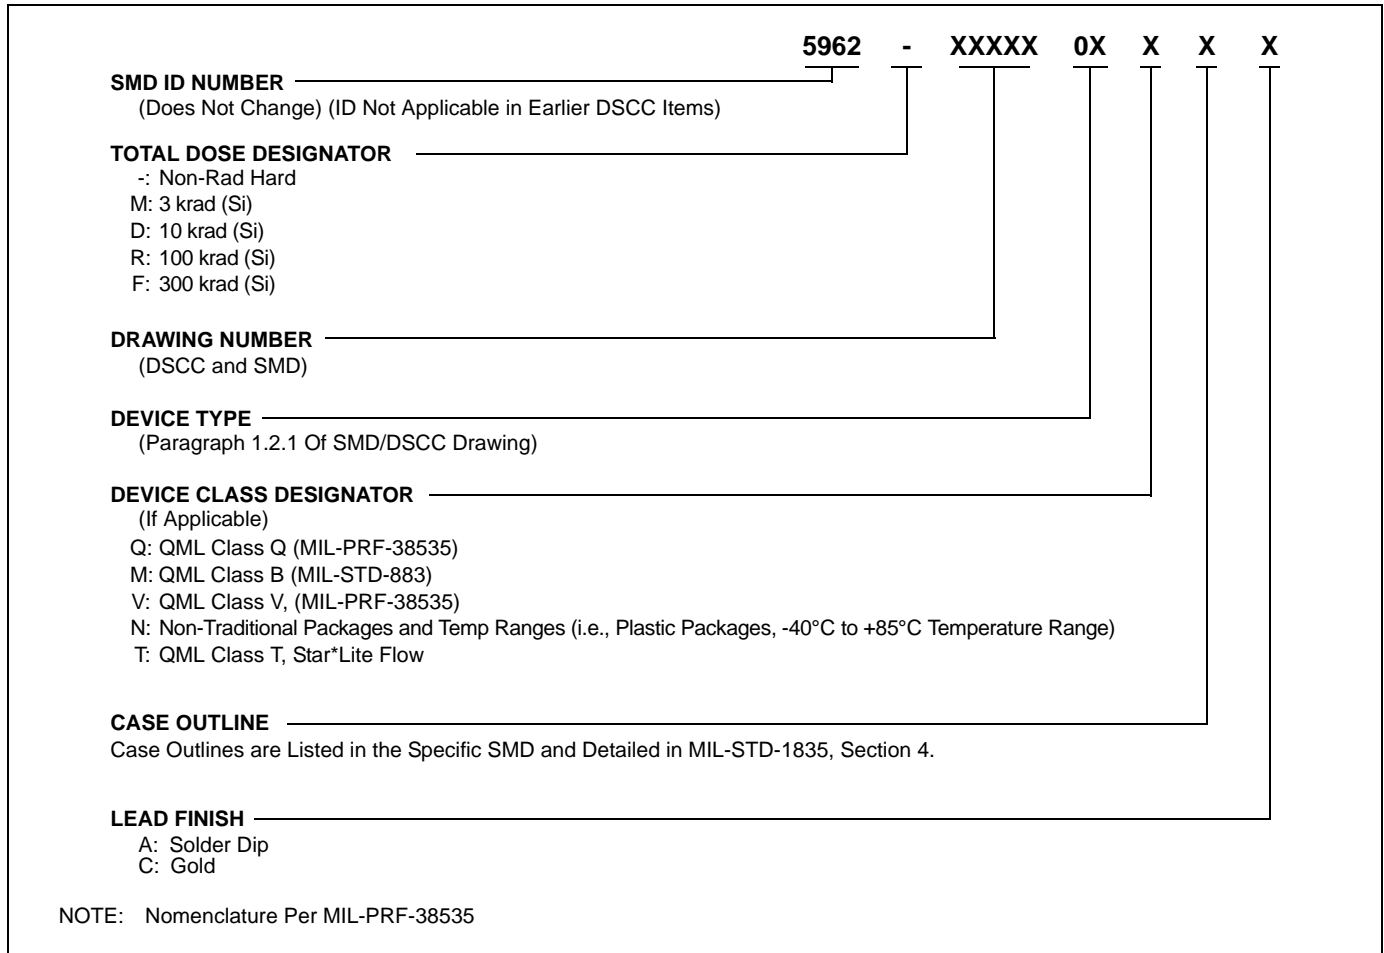 5962 - XXXXX 0X X X X
SMD ID NUMBER
(Does Not Change) (ID Not Applicable in Earlier DSCC Items)
TOTAL DOSE DESIGNATOR
-: Non-Rad Hard
M: 3 krad (Si)
D: 10 krad (Si)
R: 100 krad (Si)
F: 300 krad (Si)
DRAWING NUMBER
(DSCC and SMD)
DEVICE TYPE
(Paragraph 1.2.1 Of SMD/DSCC Drawing)
DEVICE CLASS DESIGNATOR
(If Applicable)
Q: QML Class Q (MIL-PRF-38535)
M: QML Class B (MIL-STD-883)
V: QML Class V, (MIL-PRF-38535)
N: Non-Traditional Packages and Temp Ranges (i.e., Plastic Packages, -40°C to +85°C Temperature Range)
T: QML Class T, Star*Lite Flow
CASE OUTLINE
Case Outlines are Listed in the Specific SMD and Detailed in MIL-STD-1835, Section 4.
LEAD FINISH
A: Solder Dip
C: Gold
NOTE: Nomenclature Per MIL-PRF-38535